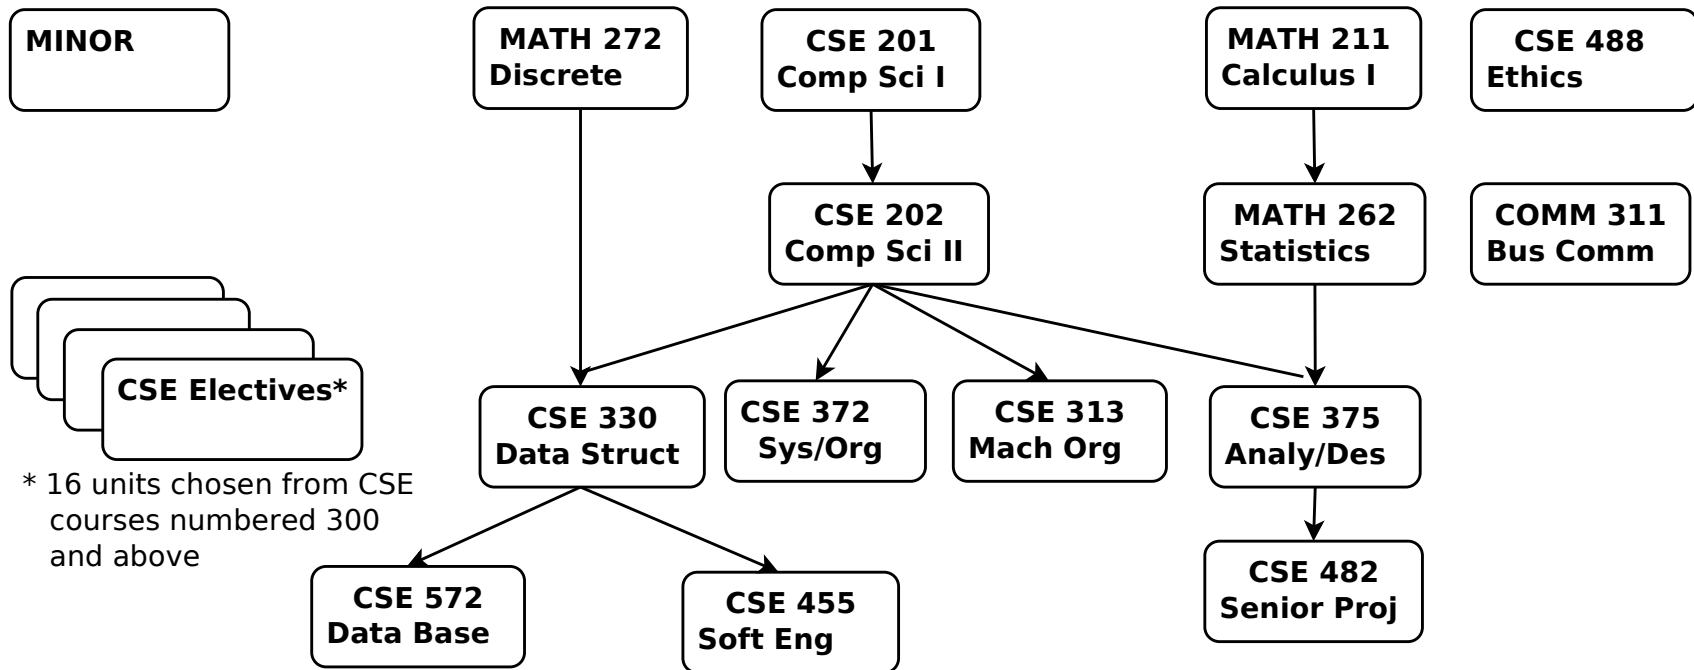 MINOR
MATH 272
Discrete
CSE 201
Comp Sci I
MATH 211
Calculus I
CSE 488
Ethics
CSE 202
Comp Sci II
MATH 262
Statistics
COMM 311
Bus Comm
CSE Electives*
* 16 units chosen from CSE
courses numbered 300
and above
CSE 330
Data Struct
CSE 372
Sys/Org
CSE 313
Mach Org
CSE 375
Analy/Des
CSE 572
Data Base
CSE 455
Soft Eng
CSE 482
Senior Proj